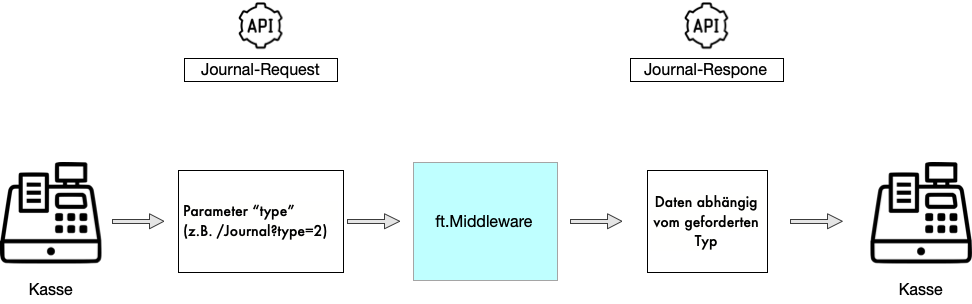 API
API
Journal-Request
Journal-Respone
Parameter “type”
(z.B. /Journal?type=2)
ft.Middleware
Daten abhängig
vom geforderten
Typ
Kasse
Kasse